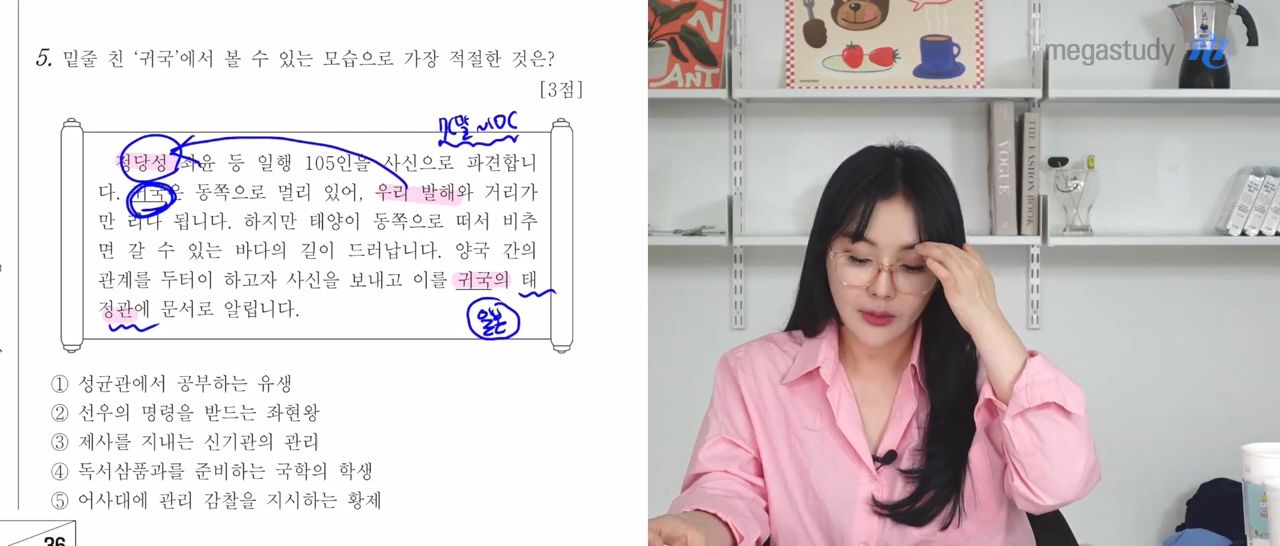 5. 밑줄 친 ‘귀국’에서 볼 수 있는 모습으로 가장 적절한 것은?
[3점]
7C말 ~10C
정당성 좌윤 등 일행 105인을 사신으로 파견합니
다. 귀국은 동쪽으로 멀리 있어, 우리 발해와 거리가
만 리나 됩니다. 하지만 태양이 동쪽으로 떠서 비추
면 갈 수 있는 바다의 길이 드러납니다. 양국 간의
관계를 두터이 하고자 사신을 보내고 이를 귀국의 태
정관에 문서로 알립니다.
일본
① 성균관에서 공부하는 유생
② 선우의 명령을 받드는 좌현왕
③ 제사를 지내는 신기관의 관리
④ 독서삼품과를 준비하는 국학의 학생
⑤ 어사대에 관리 감찰을 지시하는 황제
36
megastudy
ANT
VOGUE
THE FASHION BOOK